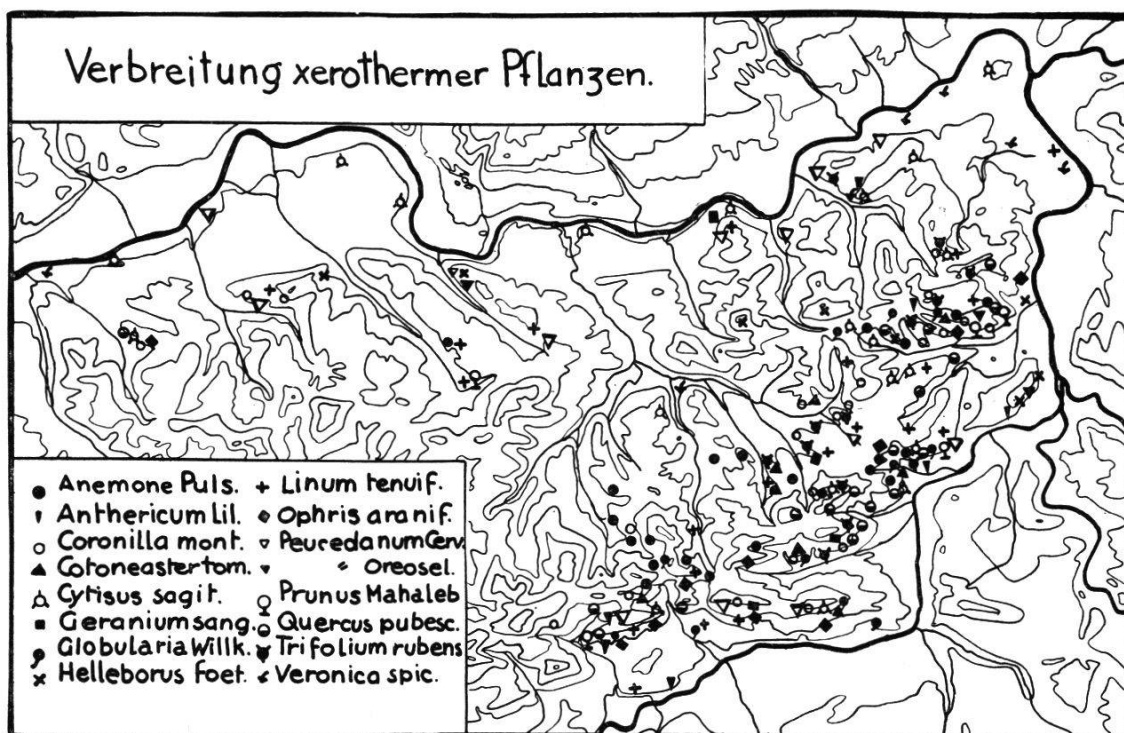 Verbreitung xerothermer Pflanzen.
Anemone Puls.
Anthericum Lil.
Coronilla mont.
Cotoneaster tom.
Cytisus sagit.
Geranium sang.
Globularia Willk.
Helleborus foet.
Linum tenuif.
Ophris aranif.
Peucedanum Cerv.
" Oreosel.
Prunus Mahaleb
Quercus pubesc.
Trifolium rubens
Veronica spic.